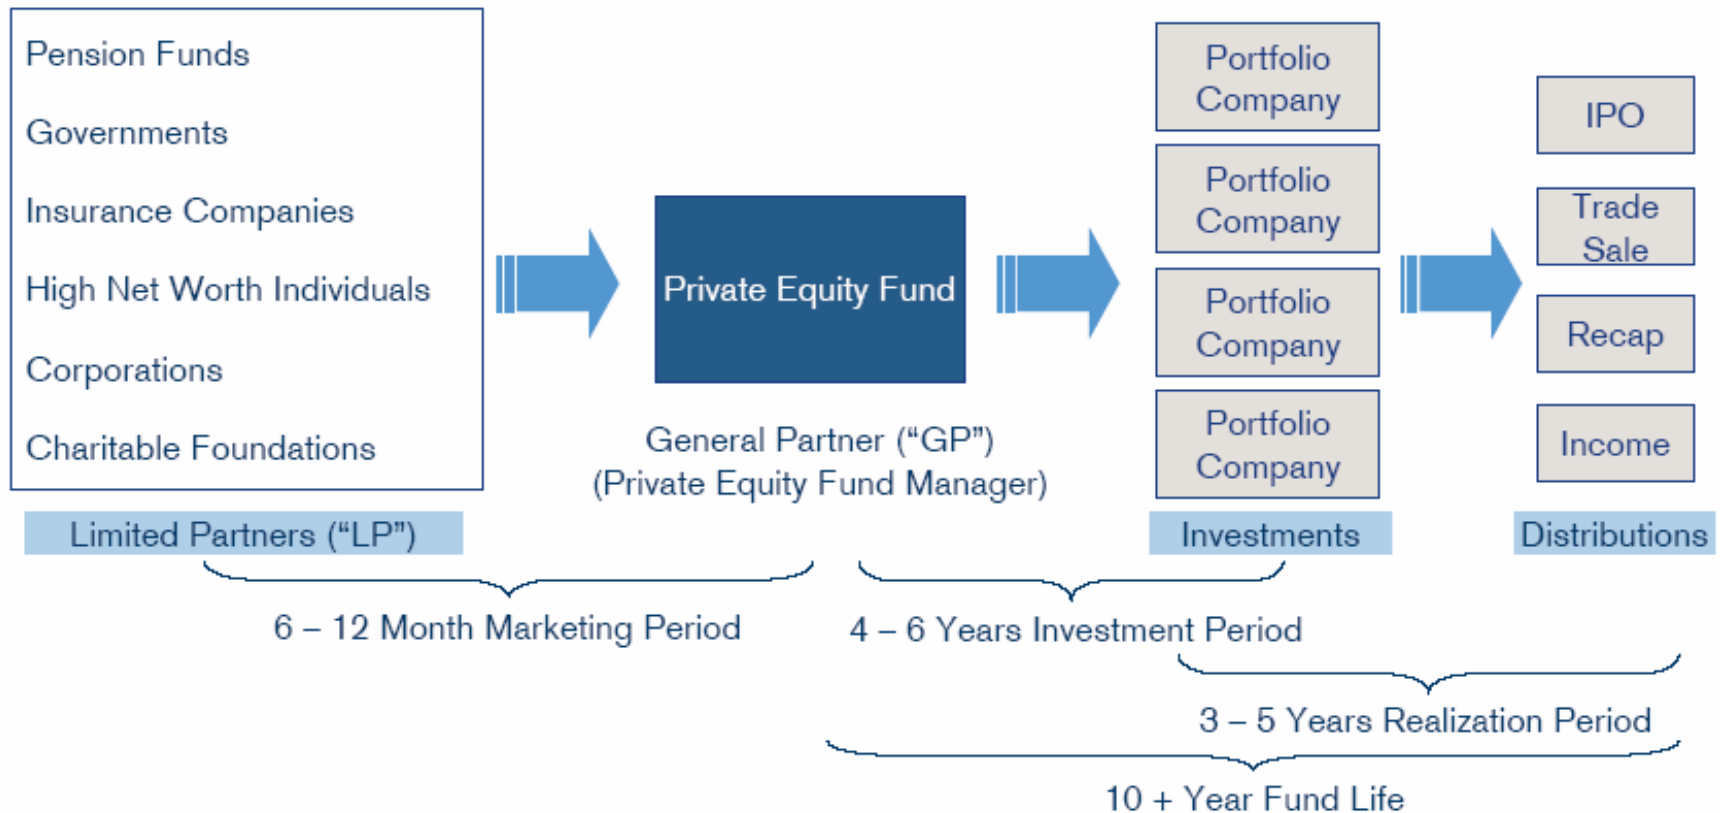 Pension Funds
Governments
Insurance Companies
High Net Worth Individuals
Corporations
Charitable Foundations
Limited Partners (“LP”)
Private Equity Fund
General Partner (“GP”)
(Private Equity Fund Manager)
Portfolio
Company
Portfolio
Company
Portfolio
Company
Portfolio
Company
Investments
IPO
Trade
Sale
Recap
Income
Distributions
6 – 12 Month Marketing Period
4 – 6 Years Investment Period
3 – 5 Years Realization Period
10 + Year Fund Life